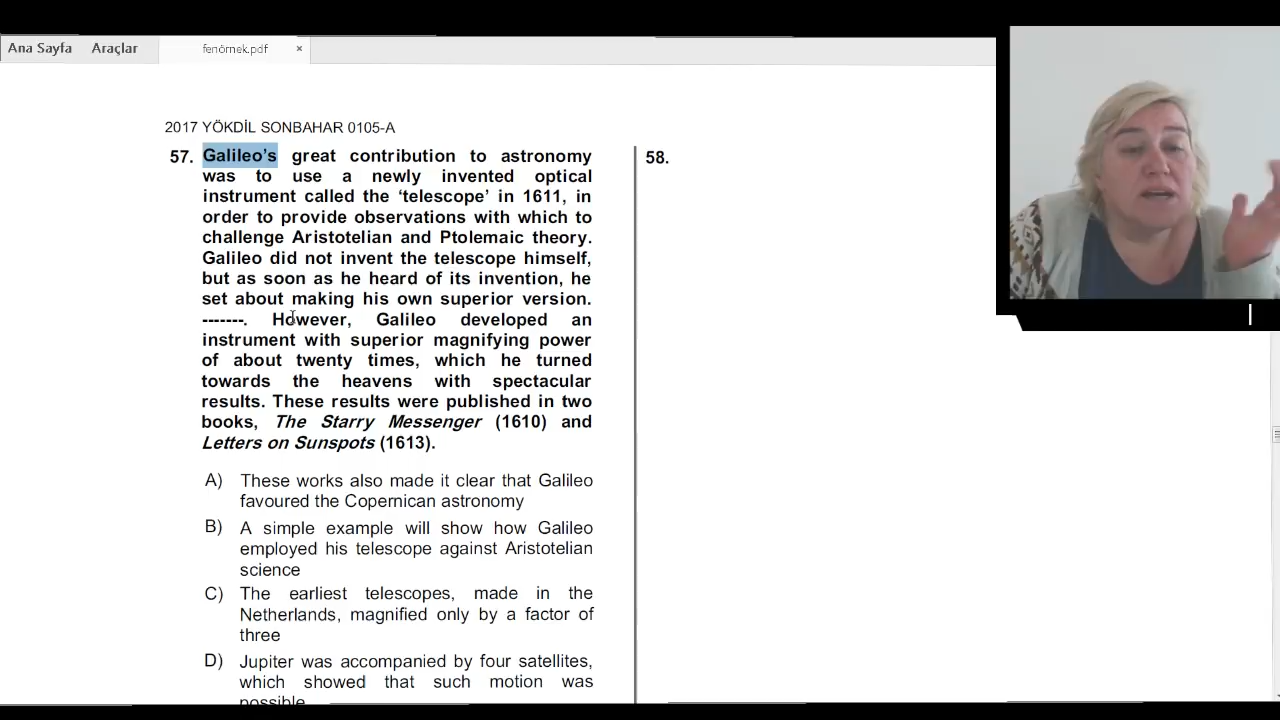 Ana Sayfa Araçlar fenörnek.pdf ×
2017 YÖKDİL SONBAHAR 0105-A
57. Galileo's great contribution to astronomy
was to use a newly invented optical
instrument called the ‘telescope’ in 1611, in
order to provide observations with which to
challenge Aristotelian and Ptolemaic theory.
Galileo did not invent the telescope himself,
but as soon as he heard of its invention, he
set about making his own superior version.
-------. However, Galileo developed an
instrument with superior magnifying power
of about twenty times, which he turned
towards the heavens with spectacular
results. These results were published in two
books, The Starry Messenger (1610) and
Letters on Sunspots (1613).
A) These works also made it clear that Galileo
favoured the Copernican astronomy
B) A simple example will show how Galileo
employed his telescope against Aristotelian
science
C) The earliest telescopes, made in the
Netherlands, magnified only by a factor of
three
D) Jupiter was accompanied by four satellites,
which showed that such motion was
possible
58.